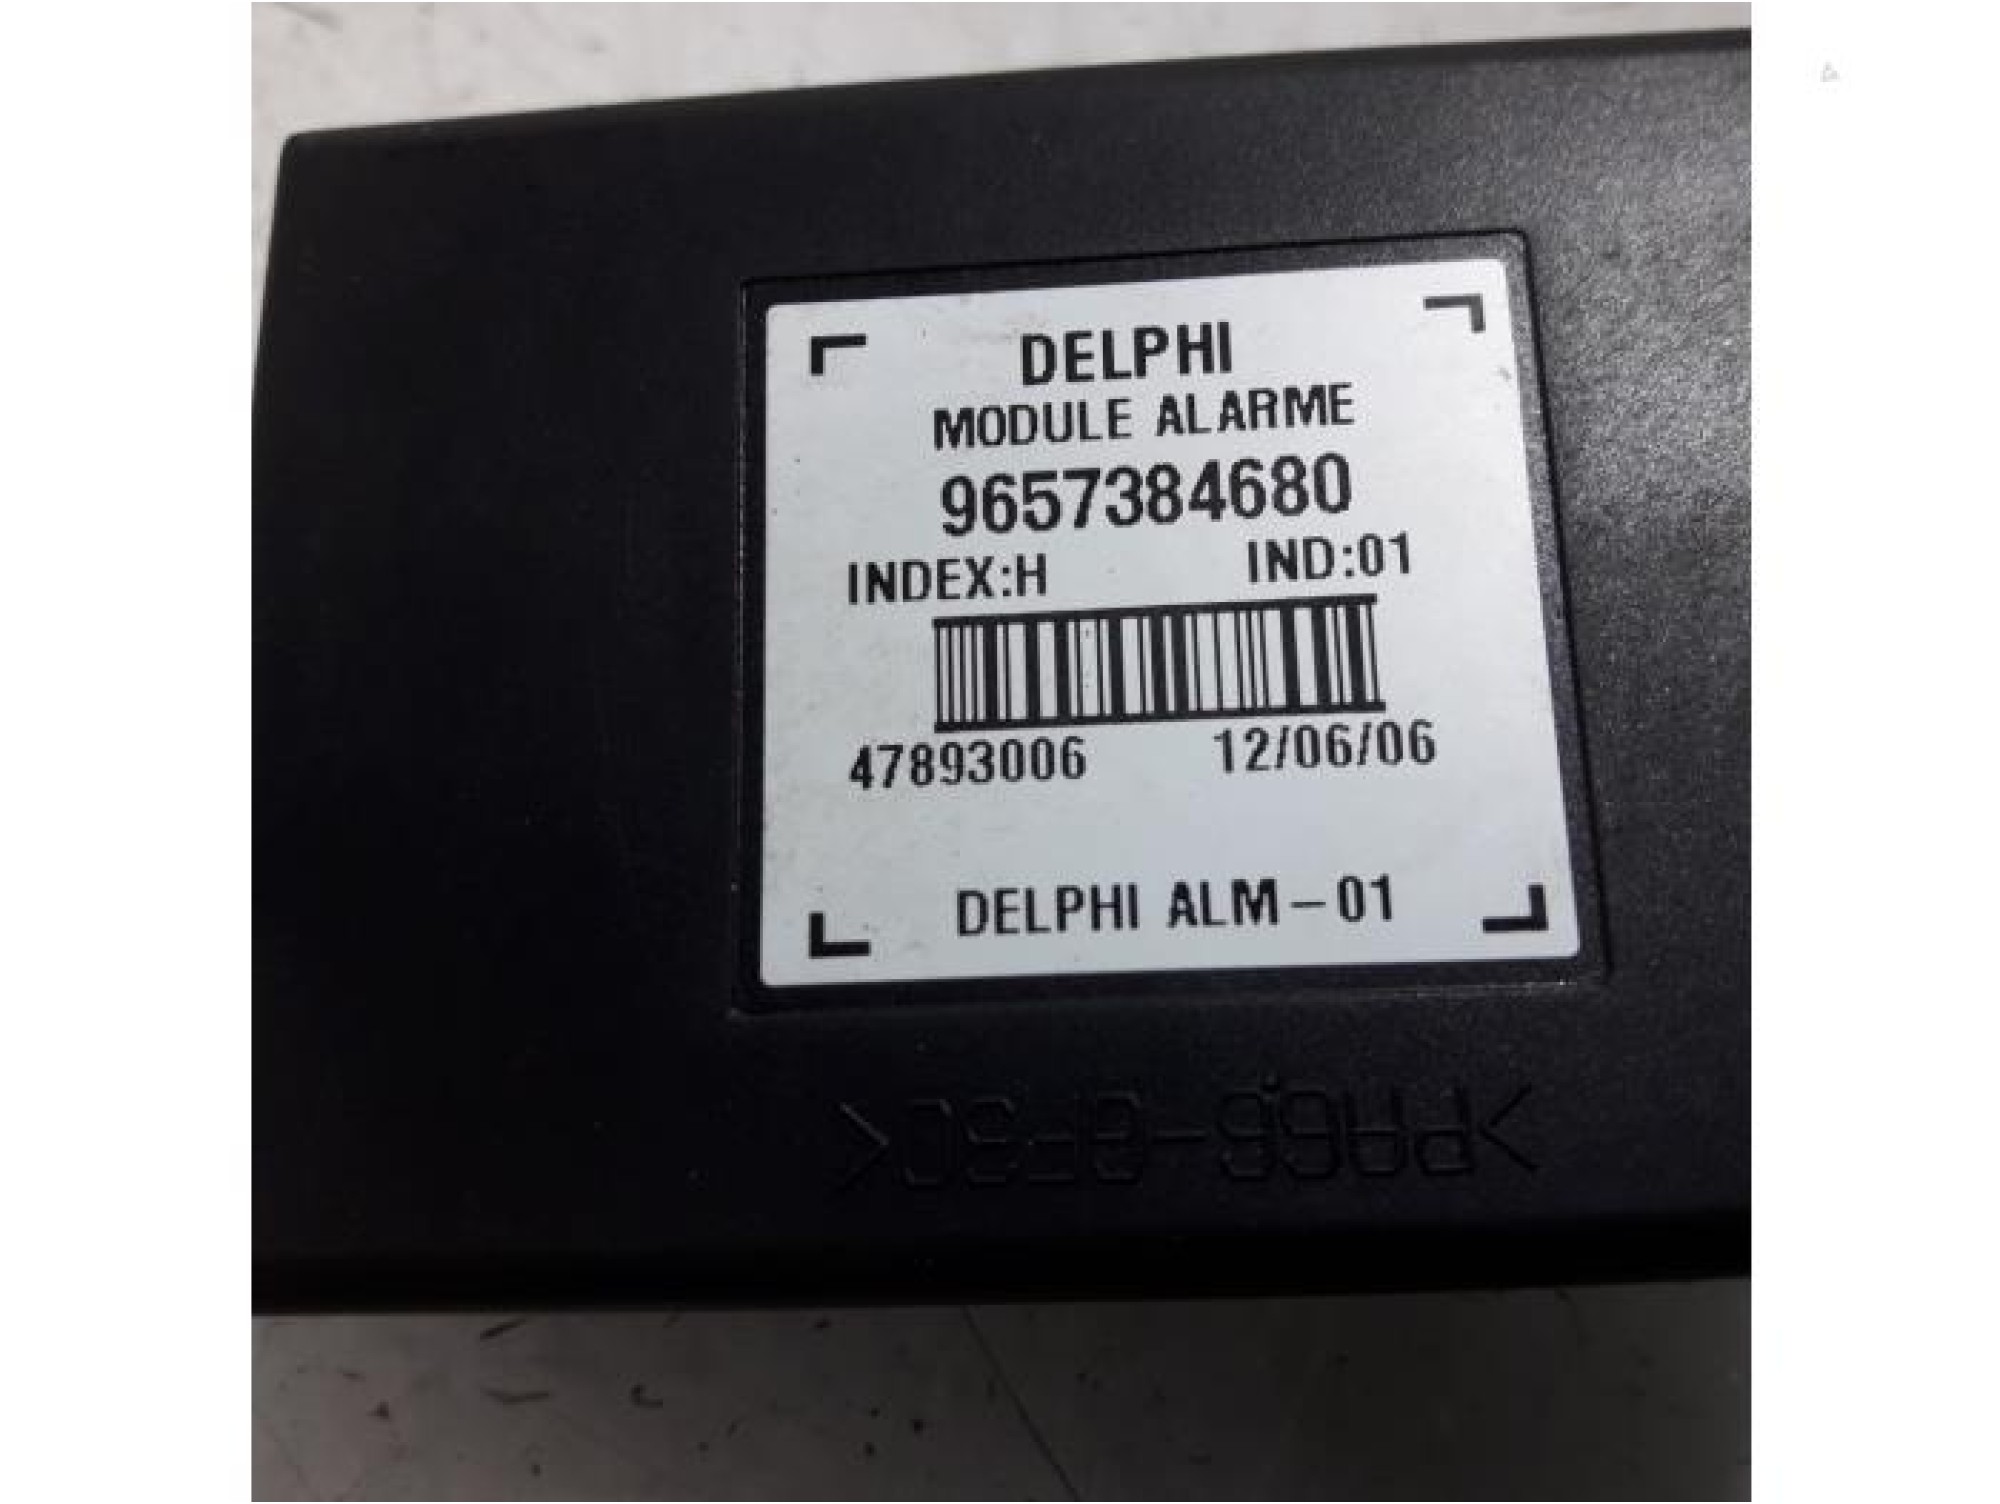 DELPHI
MODULE ALARME
9657384680
INDEX:H IND:01
47893006 12/06/06
DELPHI ALM-01
>PA66-GF30<